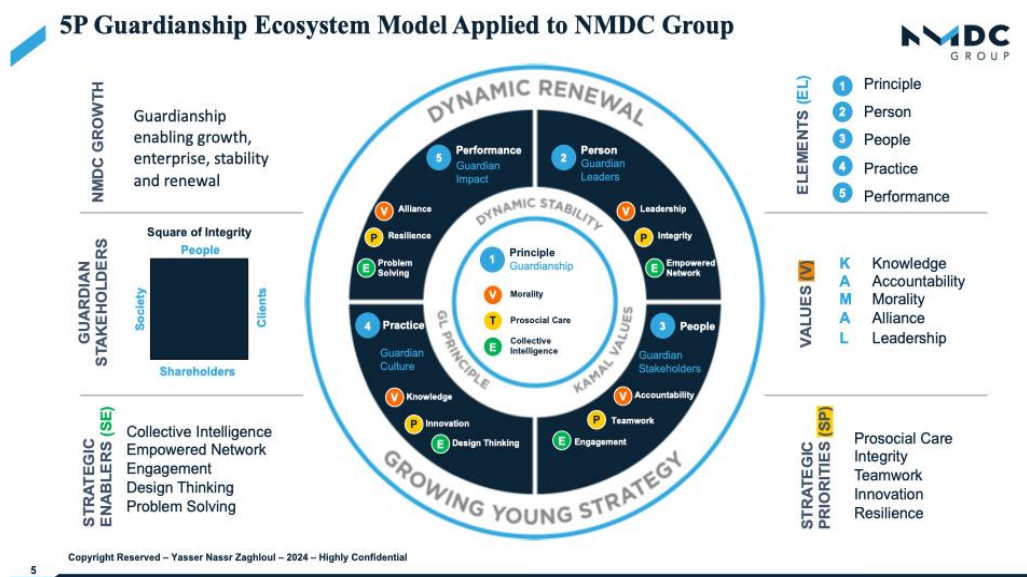 5P Guardianship Ecosystem Model Applied to NMDC Group
NMDC
GROUP
NMDC GROWTH
Guardianship
enabling growth,
enterprise, stability
and renewal
GUARDIAN
STAKEHOLDERS
Square of Integrity
People
Society
Clients
Shareholders
STRATEGIC
ENABLERS (SE)
Collective Intelligence
Empowered Network
Engagement
Design Thinking
Problem Solving
DYNAMIC RENEWAL
5 Performance
Guardian
Impact
V Alliance
P Resilience
E Problem
Solving
2 Person
Guardian
Leaders
V Leadership
P Integrity
E Empowered
Network
DYNAMIC STABILITY
1 Principle
Guardianship
V Morality
T Prosocial Care
E Collective
Intelligence
GL PRINCIPLE
KAMAL VALUES
4 Practice
Guardian
Culture
V Knowledge
P Innovation
E Design Thinking
3 People
Guardian
Stakeholders
V Accountability
P Teamwork
E Engagement
GROWING YOUNG STRATEGY
ELEMENTS (EL)
1 Principle
2 Person
3 People
4 Practice
5 Performance
VALUES (V)
K Knowledge
A Accountability
M Morality
A Alliance
L Leadership
STRATEGIC
PRIORITIES (SP)
Prosocial Care
Integrity
Teamwork
Innovation
Resilience
Copyright Reserved – Yasser Nassr Zaghloul – 2024 – Highly Confidential
5